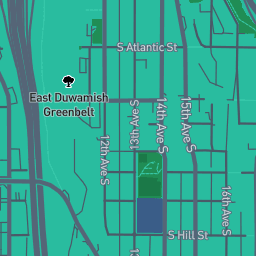 S Atlantic St
East Duwamish
Greenbelt
12th Ave S
13th Ave S
14th Ave S
15th Ave S
16th Ave S
S Hill St